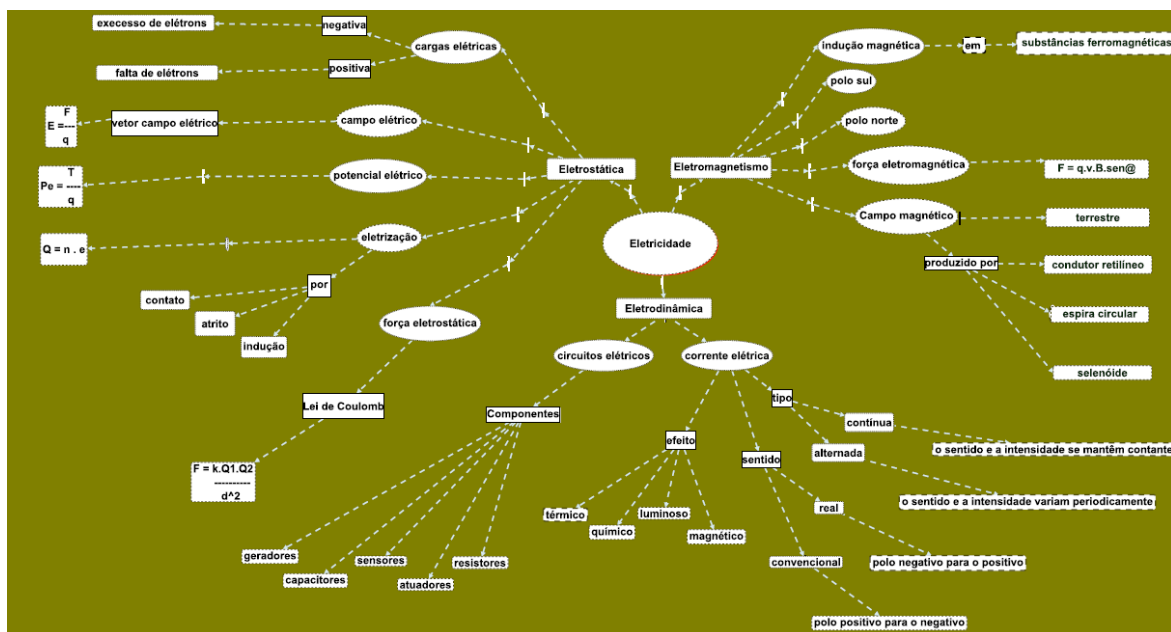 execesso de elétrons
negativa
cargas elétricas
falta de elétrons
positiva
F
E =---
q
vetor campo elétrico
campo elétrico
T
Pe = ----
q
potencial elétrico
Eletrostática
Q = n . e
eletrização
por
contato
atrito
indução
força eletrostática
Lei de Coulomb
F = k.Q1.Q2
----------
d^2
indução magnética
em
substâncias ferromagnéticas
polo sul
polo norte
Eletromagnetismo
força eletromagnética
F = q.v.B.sen@
Campo magnético
terrestre
produzido por
condutor retilíneo
espira circular
selenóide
Eletricidade
Eletrodinâmica
circuitos elétricos
corrente elétrica
Componentes
geradores
capacitores
sensores
atuadores
resistores
efeito
térmico
químico
luminoso
magnético
sentido
real
polo negativo para o positivo
convencional
polo positivo para o negativo
tipo
contínua
o sentido e a intensidade se mantêm contante
alternada
o sentido e a intensidade variam periodicamente